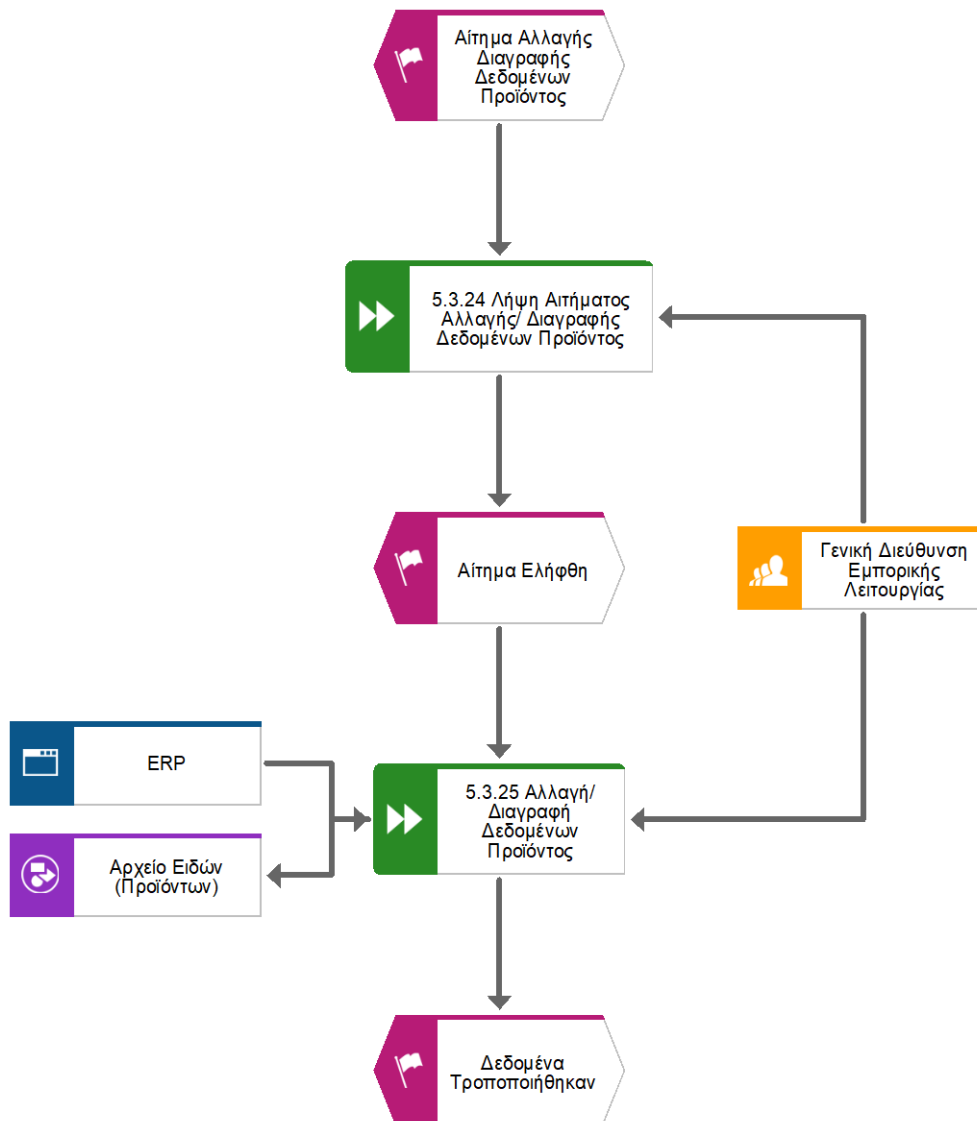 Αίτημα Αλλαγής
Διαγραφής
Δεδομένων
Προϊόντος
5.3.24 Λήψη Αιτήματος
Αλλαγής/ Διαγραφής
Δεδομένων Προϊόντος
Αίτημα Ελήφθη
Γενική Διεύθυνση
Εμπορικής
Λειτουργίας
ERP
5.3.25 Αλλαγή/
Διαγραφή
Δεδομένων
Προϊόντος
Αρχείο Ειδών
(Προϊόντων)
Δεδομένα
Τροποποιήθηκαν